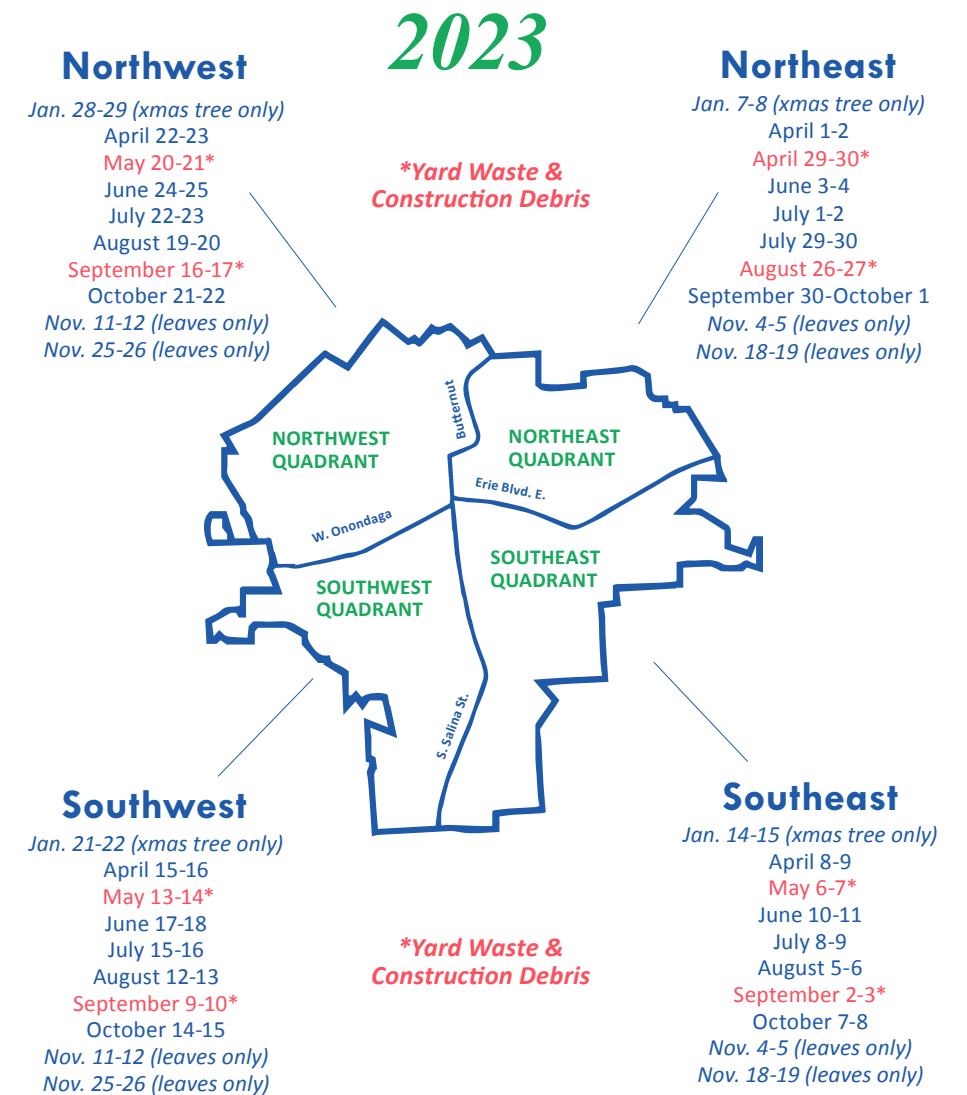 2023
Northwest
Jan. 28-29 (xmas tree only)
April 22-23
May 20-21*
June 24-25
July 22-23
August 19-20
September 16-17*
October 21-22
Nov. 11-12 (leaves only)
Nov. 25-26 (leaves only)
*Yard Waste &
Construction Debris
Northeast
Jan. 7-8 (xmas tree only)
April 1-2
April 29-30*
June 3-4
July 1-2
July 29-30
August 26-27*
September 30-October 1
Nov. 4-5 (leaves only)
Nov. 18-19 (leaves only)
Butternut
NORTHWEST
QUADRANT
NORTHEAST
QUADRANT
Erie Blvd. E.
W. Onondaga
SOUTHWEST
QUADRANT
SOUTHEAST
QUADRANT
S. Salina St.
Southwest
Jan. 21-22 (xmas tree only)
April 15-16
May 13-14*
June 17-18
July 15-16
August 12-13
September 9-10*
October 14-15
Nov. 11-12 (leaves only)
Nov. 25-26 (leaves only)
*Yard Waste &
Construction Debris
Southeast
Jan. 14-15 (xmas tree only)
April 8-9
May 6-7*
June 10-11
July 8-9
August 5-6
September 2-3*
October 7-8
Nov. 4-5 (leaves only)
Nov. 18-19 (leaves only)